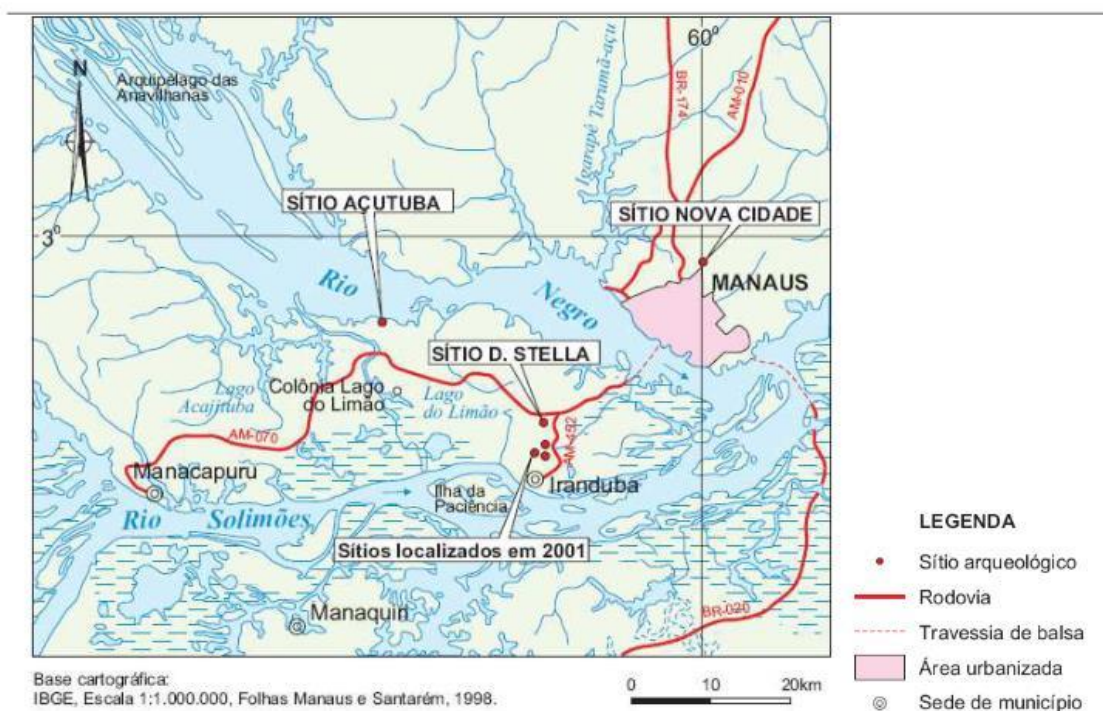 60º
N
Arquipélago das
Anavilhanas
Igarapé Tarumã-açu
BR-174
AM-010
SÍTIO AÇUTUBA
SÍTIO NOVA CIDADE
3º
Rio
Negro
MANAUS
SÍTIO D. STELLA
Colônia Lago
do Limão
Lago
Acajituba
Lago
do Limão
AM-070
AM-452
Manacapuru
Ilha da
Paciência
Iranduba
Rio Solimões
Sítios localizados em 2001
Manaquiri
BR-020
LEGENDA
Sítio arqueológico
Rodovia
Travessia de balsa
Área urbanizada
Sede de município
Base cartográfica:
IBGE, Escala 1:1.000.000, Folhas Manaus e Santarém, 1998.
0 10 20km